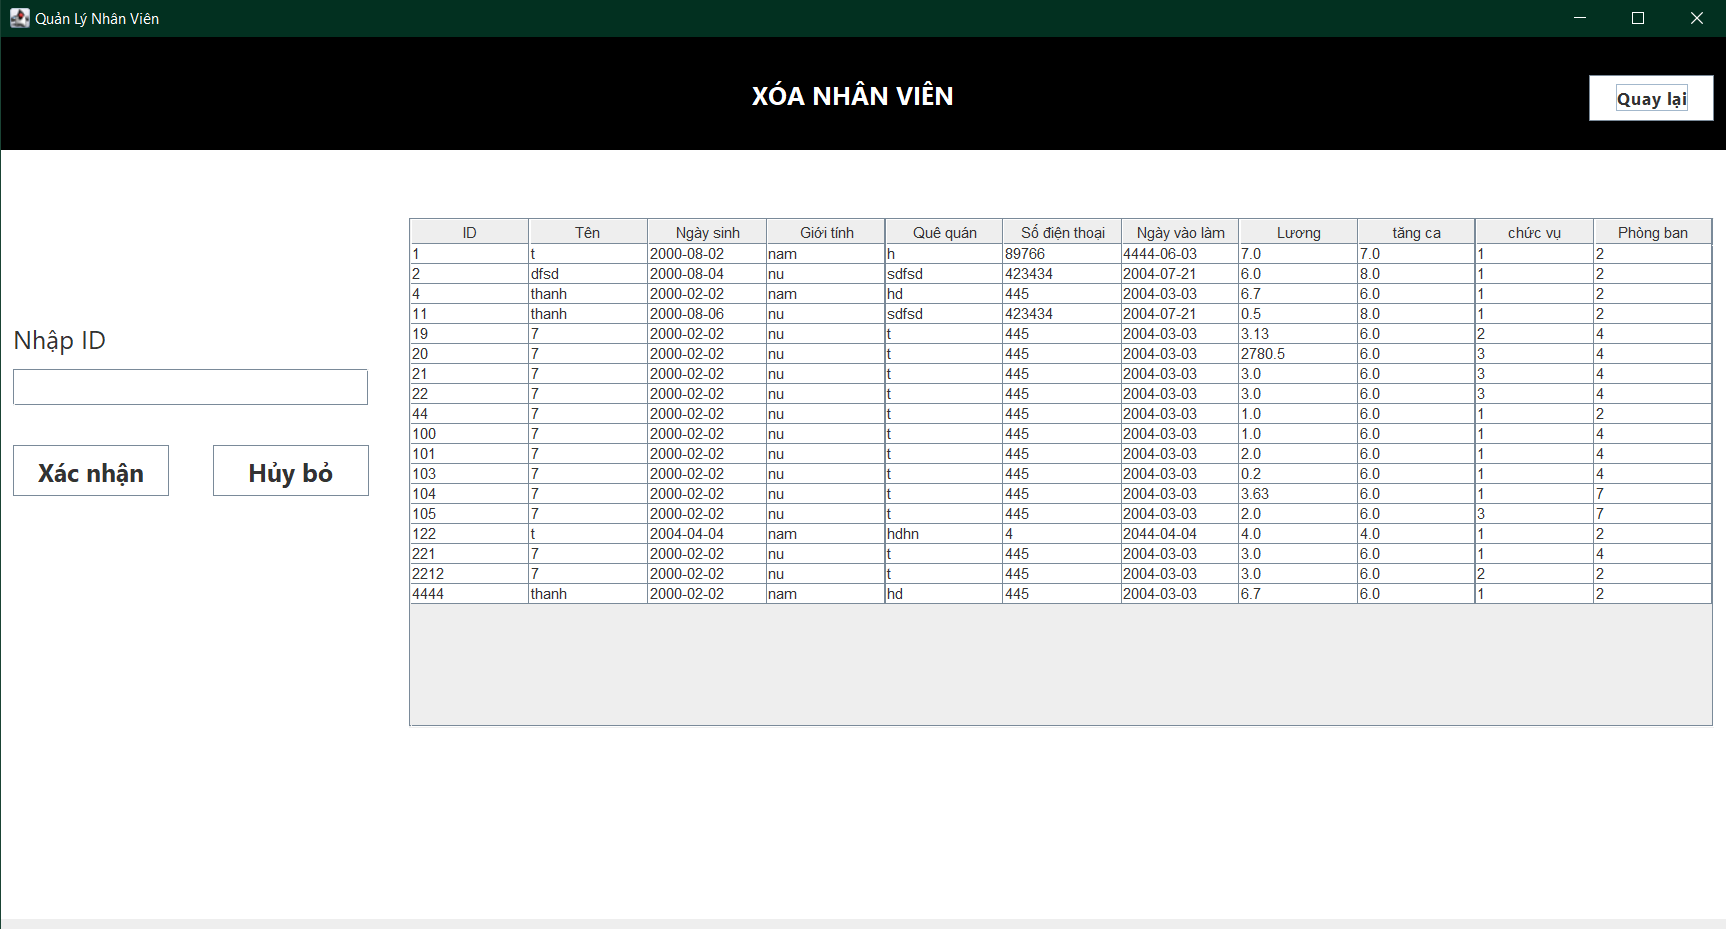 Quản Lý Nhân Viên
XÓA NHÂN VIÊN
Quay lại
Nhập ID
Xác nhận Hủy bỏ
ID Tên Ngày sinh Giới tính Quê quán Số điện thoại Ngày vào làm Lương tăng ca chức vụ Phòng ban
1 t 2000-08-02 nam h 89766 4444-06-03 7.0 7.0 1 2
2 dfsd 2000-08-04 nu sdfsd 423434 2004-07-21 6.0 8.0 1 2
4 thanh 2000-02-02 nam hd 445 2004-03-03 6.7 6.0 1 2
11 thanh 2000-08-06 nu sdfsd 423434 2004-07-21 0.5 8.0 1 2
19 7 2000-02-02 nu t 445 2004-03-03 3.13 6.0 2 4
20 7 2000-02-02 nu t 445 2004-03-03 2780.5 6.0 3 4
21 7 2000-02-02 nu t 445 2004-03-03 3.0 6.0 3 4
22 7 2000-02-02 nu t 445 2004-03-03 3.0 6.0 3 4
44 7 2000-02-02 nu t 445 2004-03-03 1.0 6.0 1 2
100 7 2000-02-02 nu t 445 2004-03-03 1.0 6.0 1 4
101 7 2000-02-02 nu t 445 2004-03-03 2.0 6.0 1 4
103 7 2000-02-02 nu t 445 2004-03-03 0.2 6.0 1 4
104 7 2000-02-02 nu t 445 2004-03-03 3.63 6.0 1 7
105 7 2000-02-02 nu t 445 2004-03-03 2.0 6.0 3 7
122 t 2004-04-04 nam hdhn 4 2044-04-04 4.0 4.0 1 2
221 7 2000-02-02 nu t 445 2004-03-03 3.0 6.0 1 4
2212 7 2000-02-02 nu t 445 2004-03-03 3.0 6.0 2 2
4444 thanh 2000-02-02 nam hd 445 2004-03-03 6.7 6.0 1 2